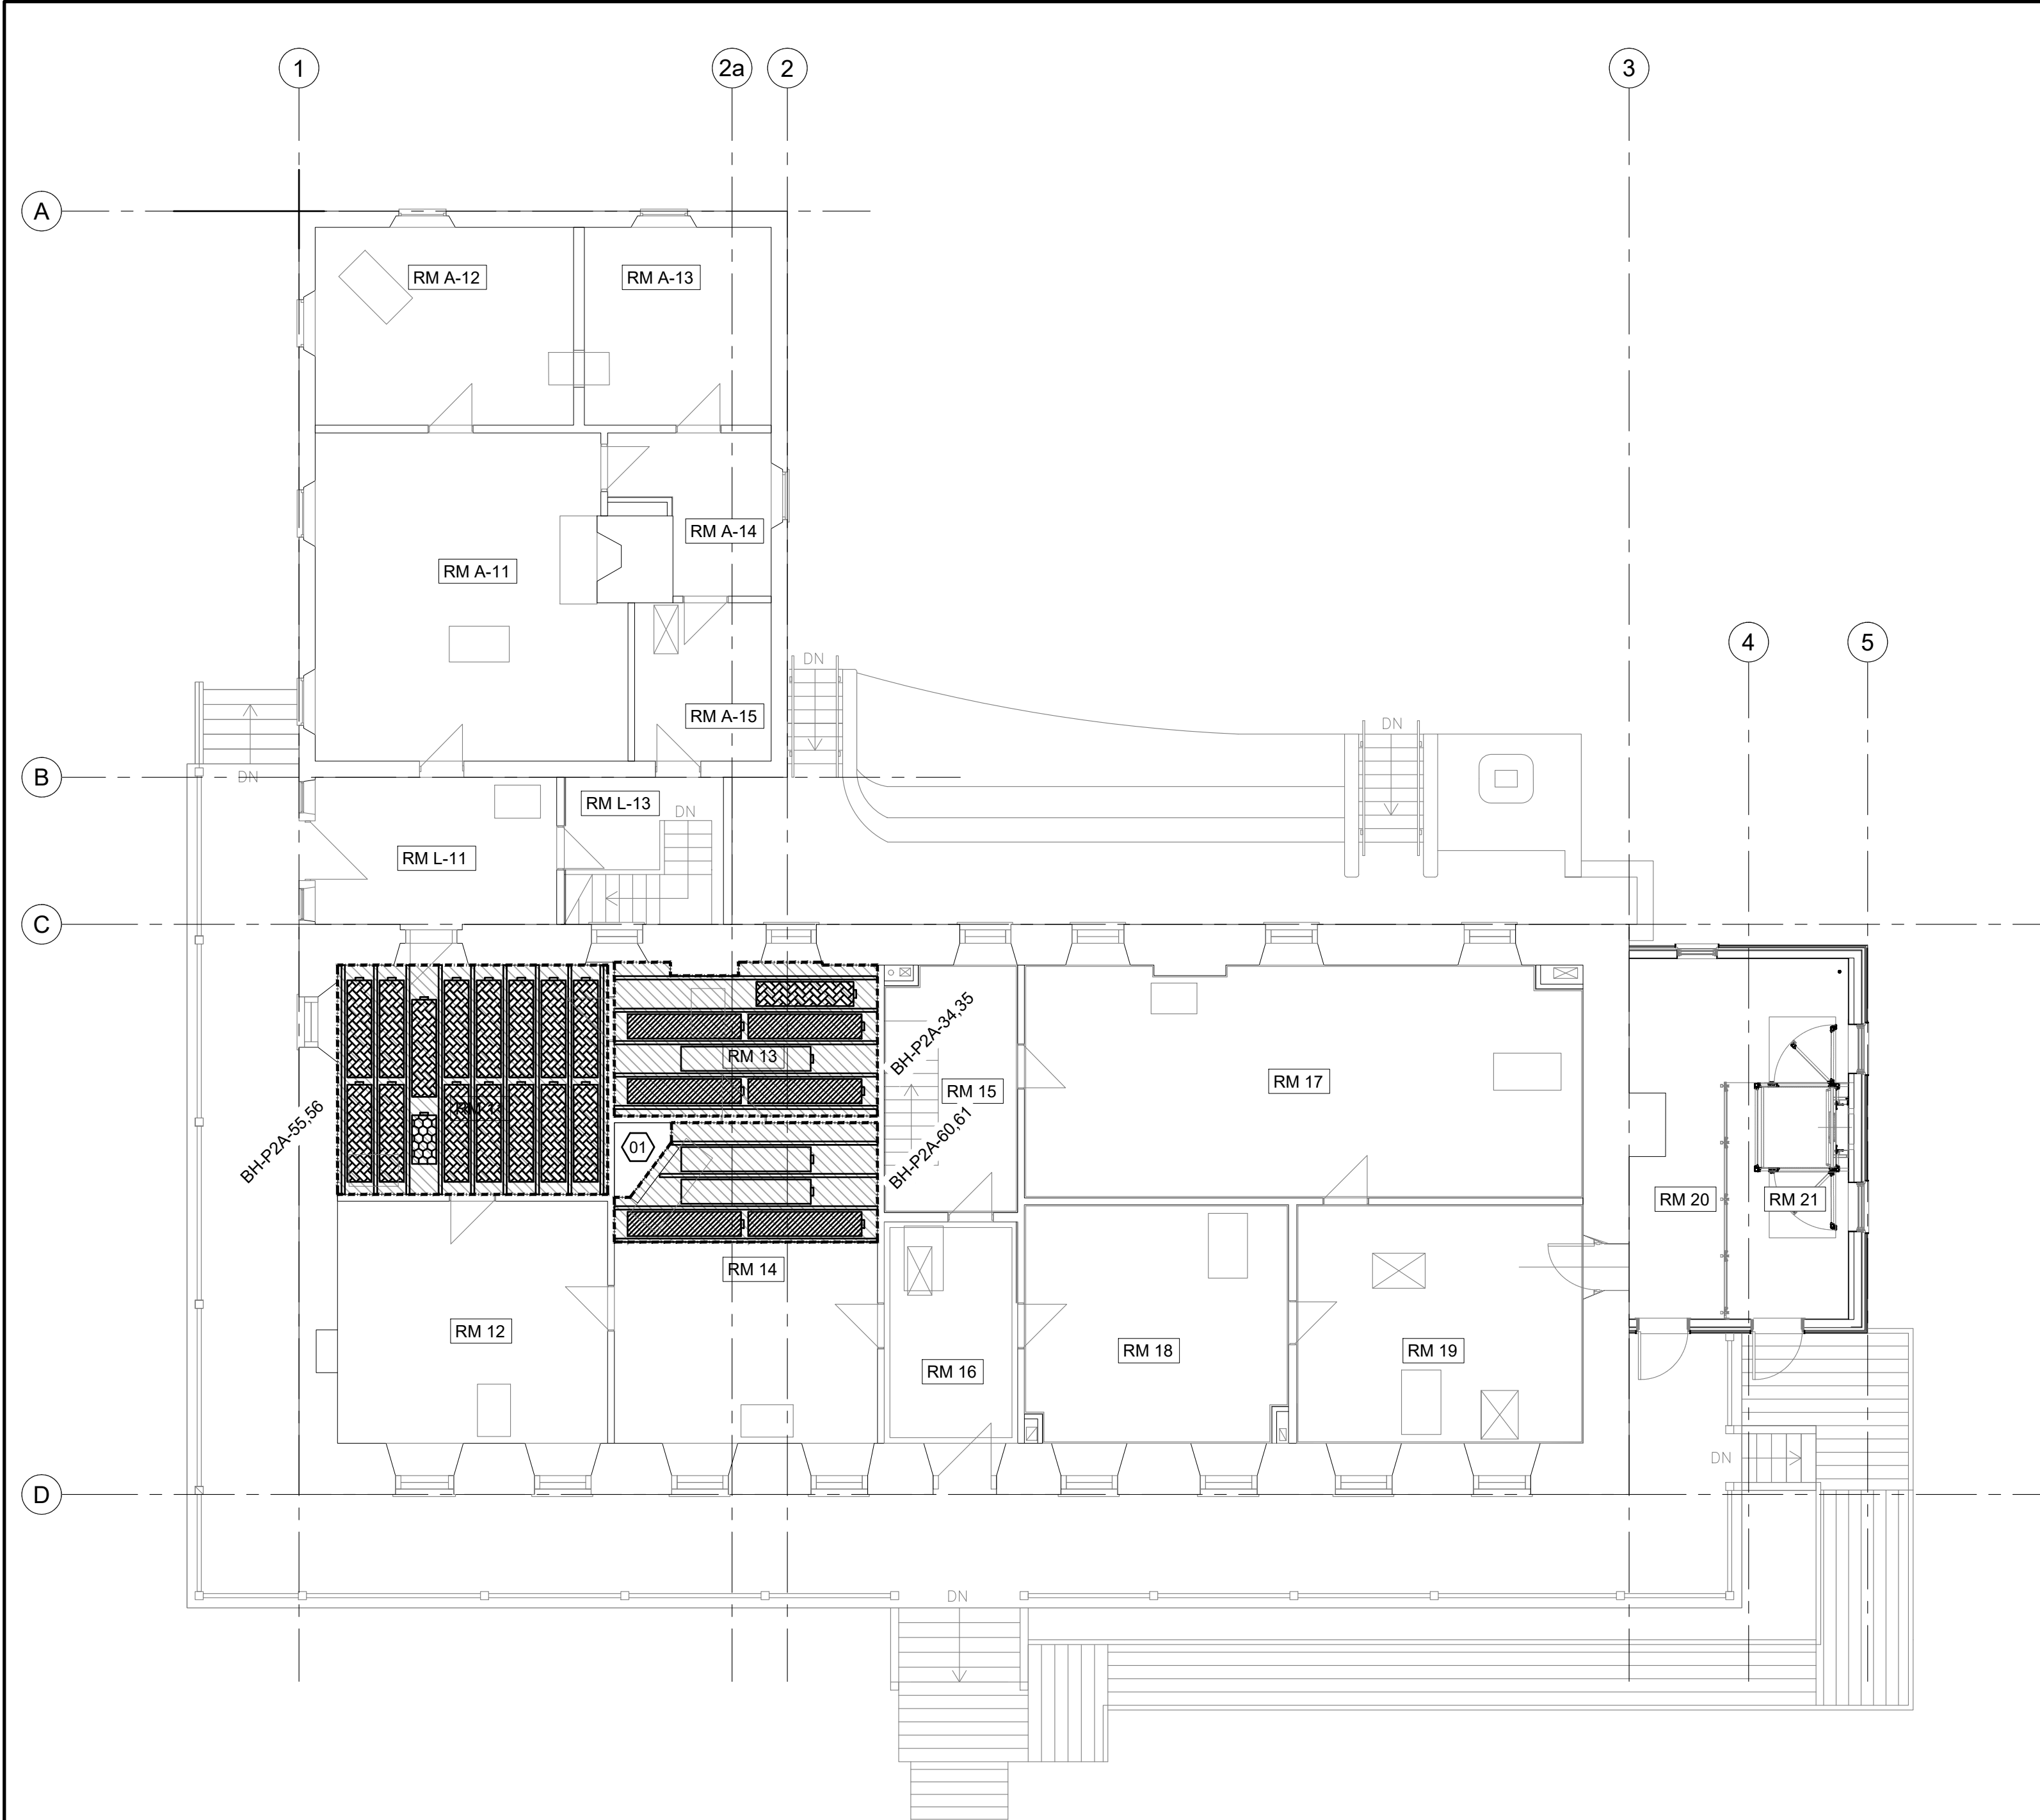 1
2a
2
3
A
RM A-12
RM A-13
RM A-14
RM A-11
4
5
DN
RM A-15
DN
B
DN
RM L-13
DN
RM L-11
C
BH-P2A-34,35
RM 13
RM 17
RM 15
BH-P2A-55,56
BH-P2A-60,61
01
RM 20
RM 21
RM 14
RM 12
RM 18
RM 19
RM 16
DN
D
DN